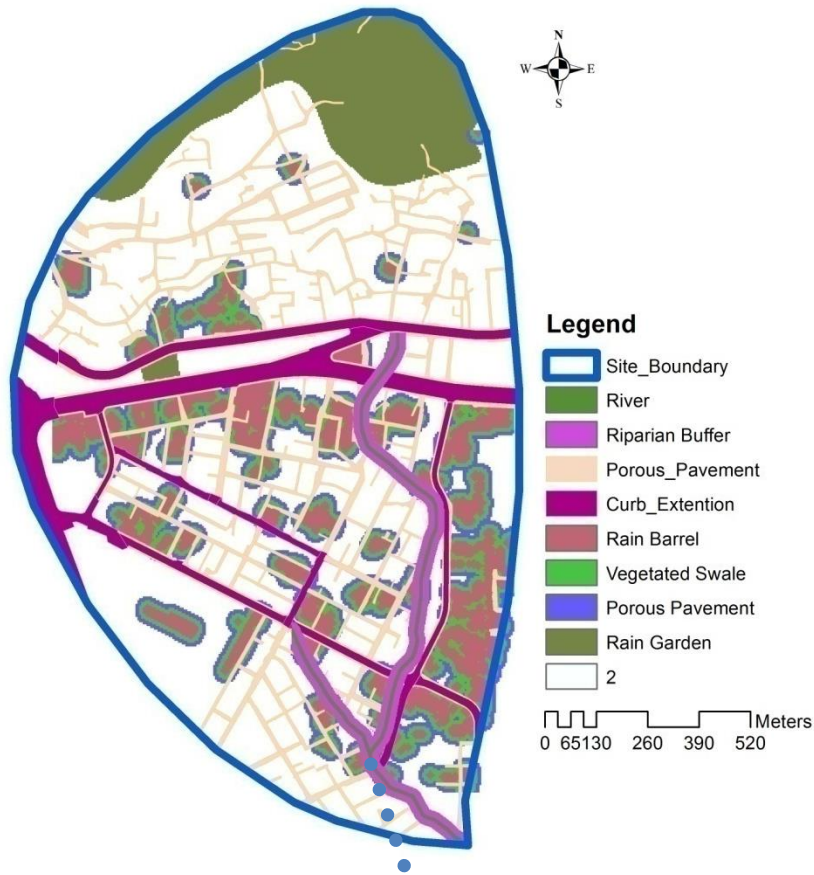 N
W E
S
Legend
Site_Boundary
River
Riparian Buffer
Porous_Pavement
Curb_Extention
Rain Barrel
Vegetated Swale
Porous Pavement
Rain Garden
2
Meters
0 65130 260 390 520